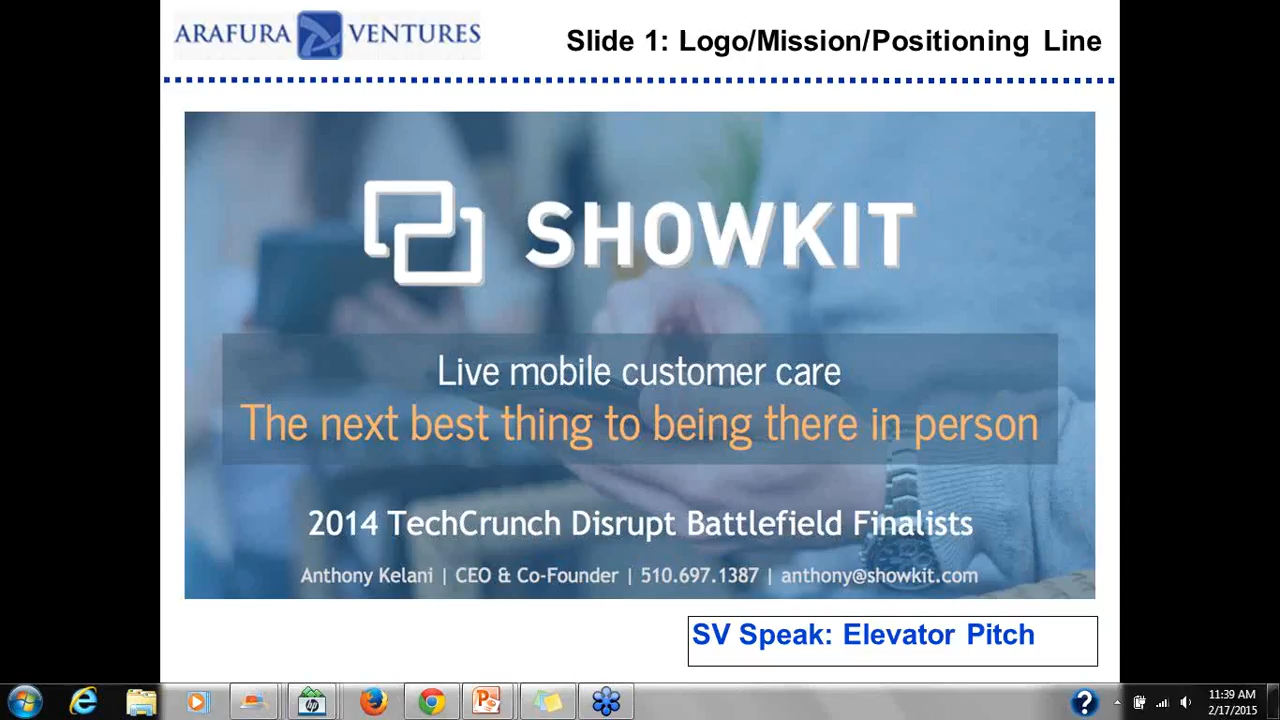 ARAFURA VENTURES
Slide 1: Logo/Mission/Positioning Line
SHOWKIT
Live mobile customer care
The next best thing to being there in person
2014 TechCrunch Disrupt Battlefield Finalists
Anthony Kelani | CEO & Co-Founder | 510.697.1387 | anthony@showkit.com
SV Speak: Elevator Pitch
hp
?
11:39 AM
2/17/2015